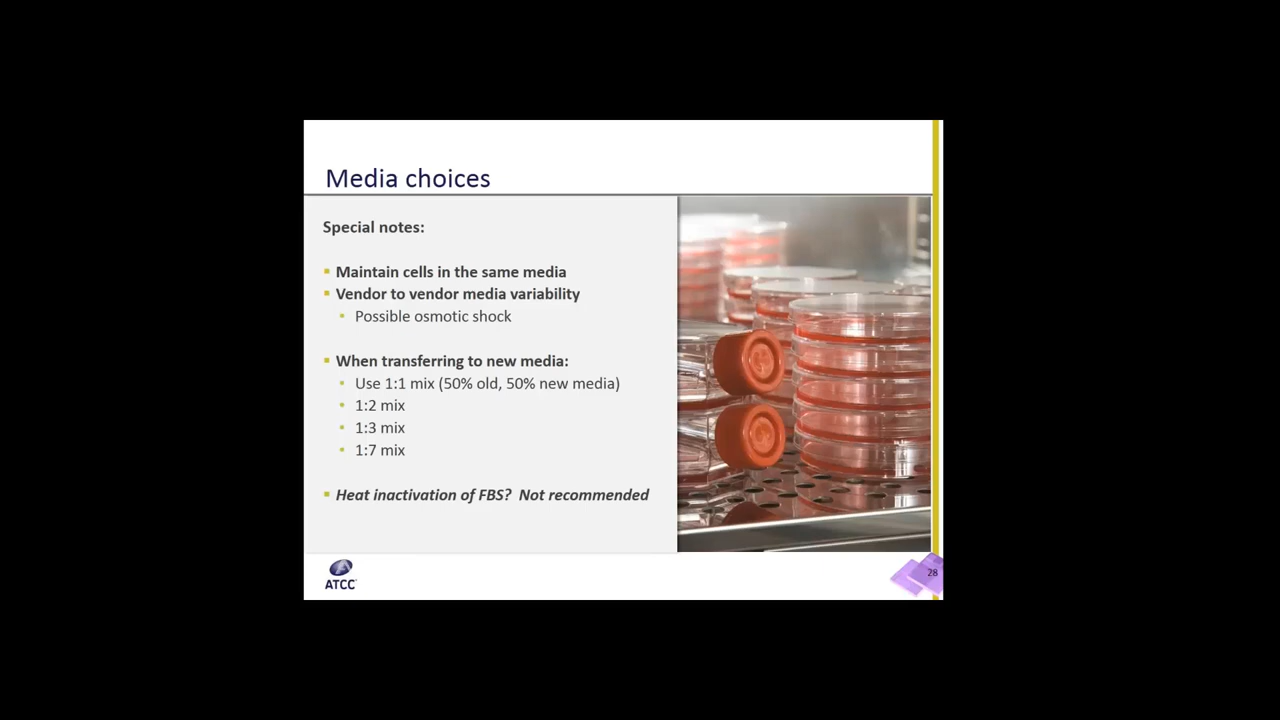 Media choices
Special notes:
Maintain cells in the same media
Vendor to vendor media variability
Possible osmotic shock
When transferring to new media:
Use 1:1 mix (50% old, 50% new media)
1:2 mix
1:3 mix
1:7 mix
Heat inactivation of FBS? Not recommended
ATCC
28